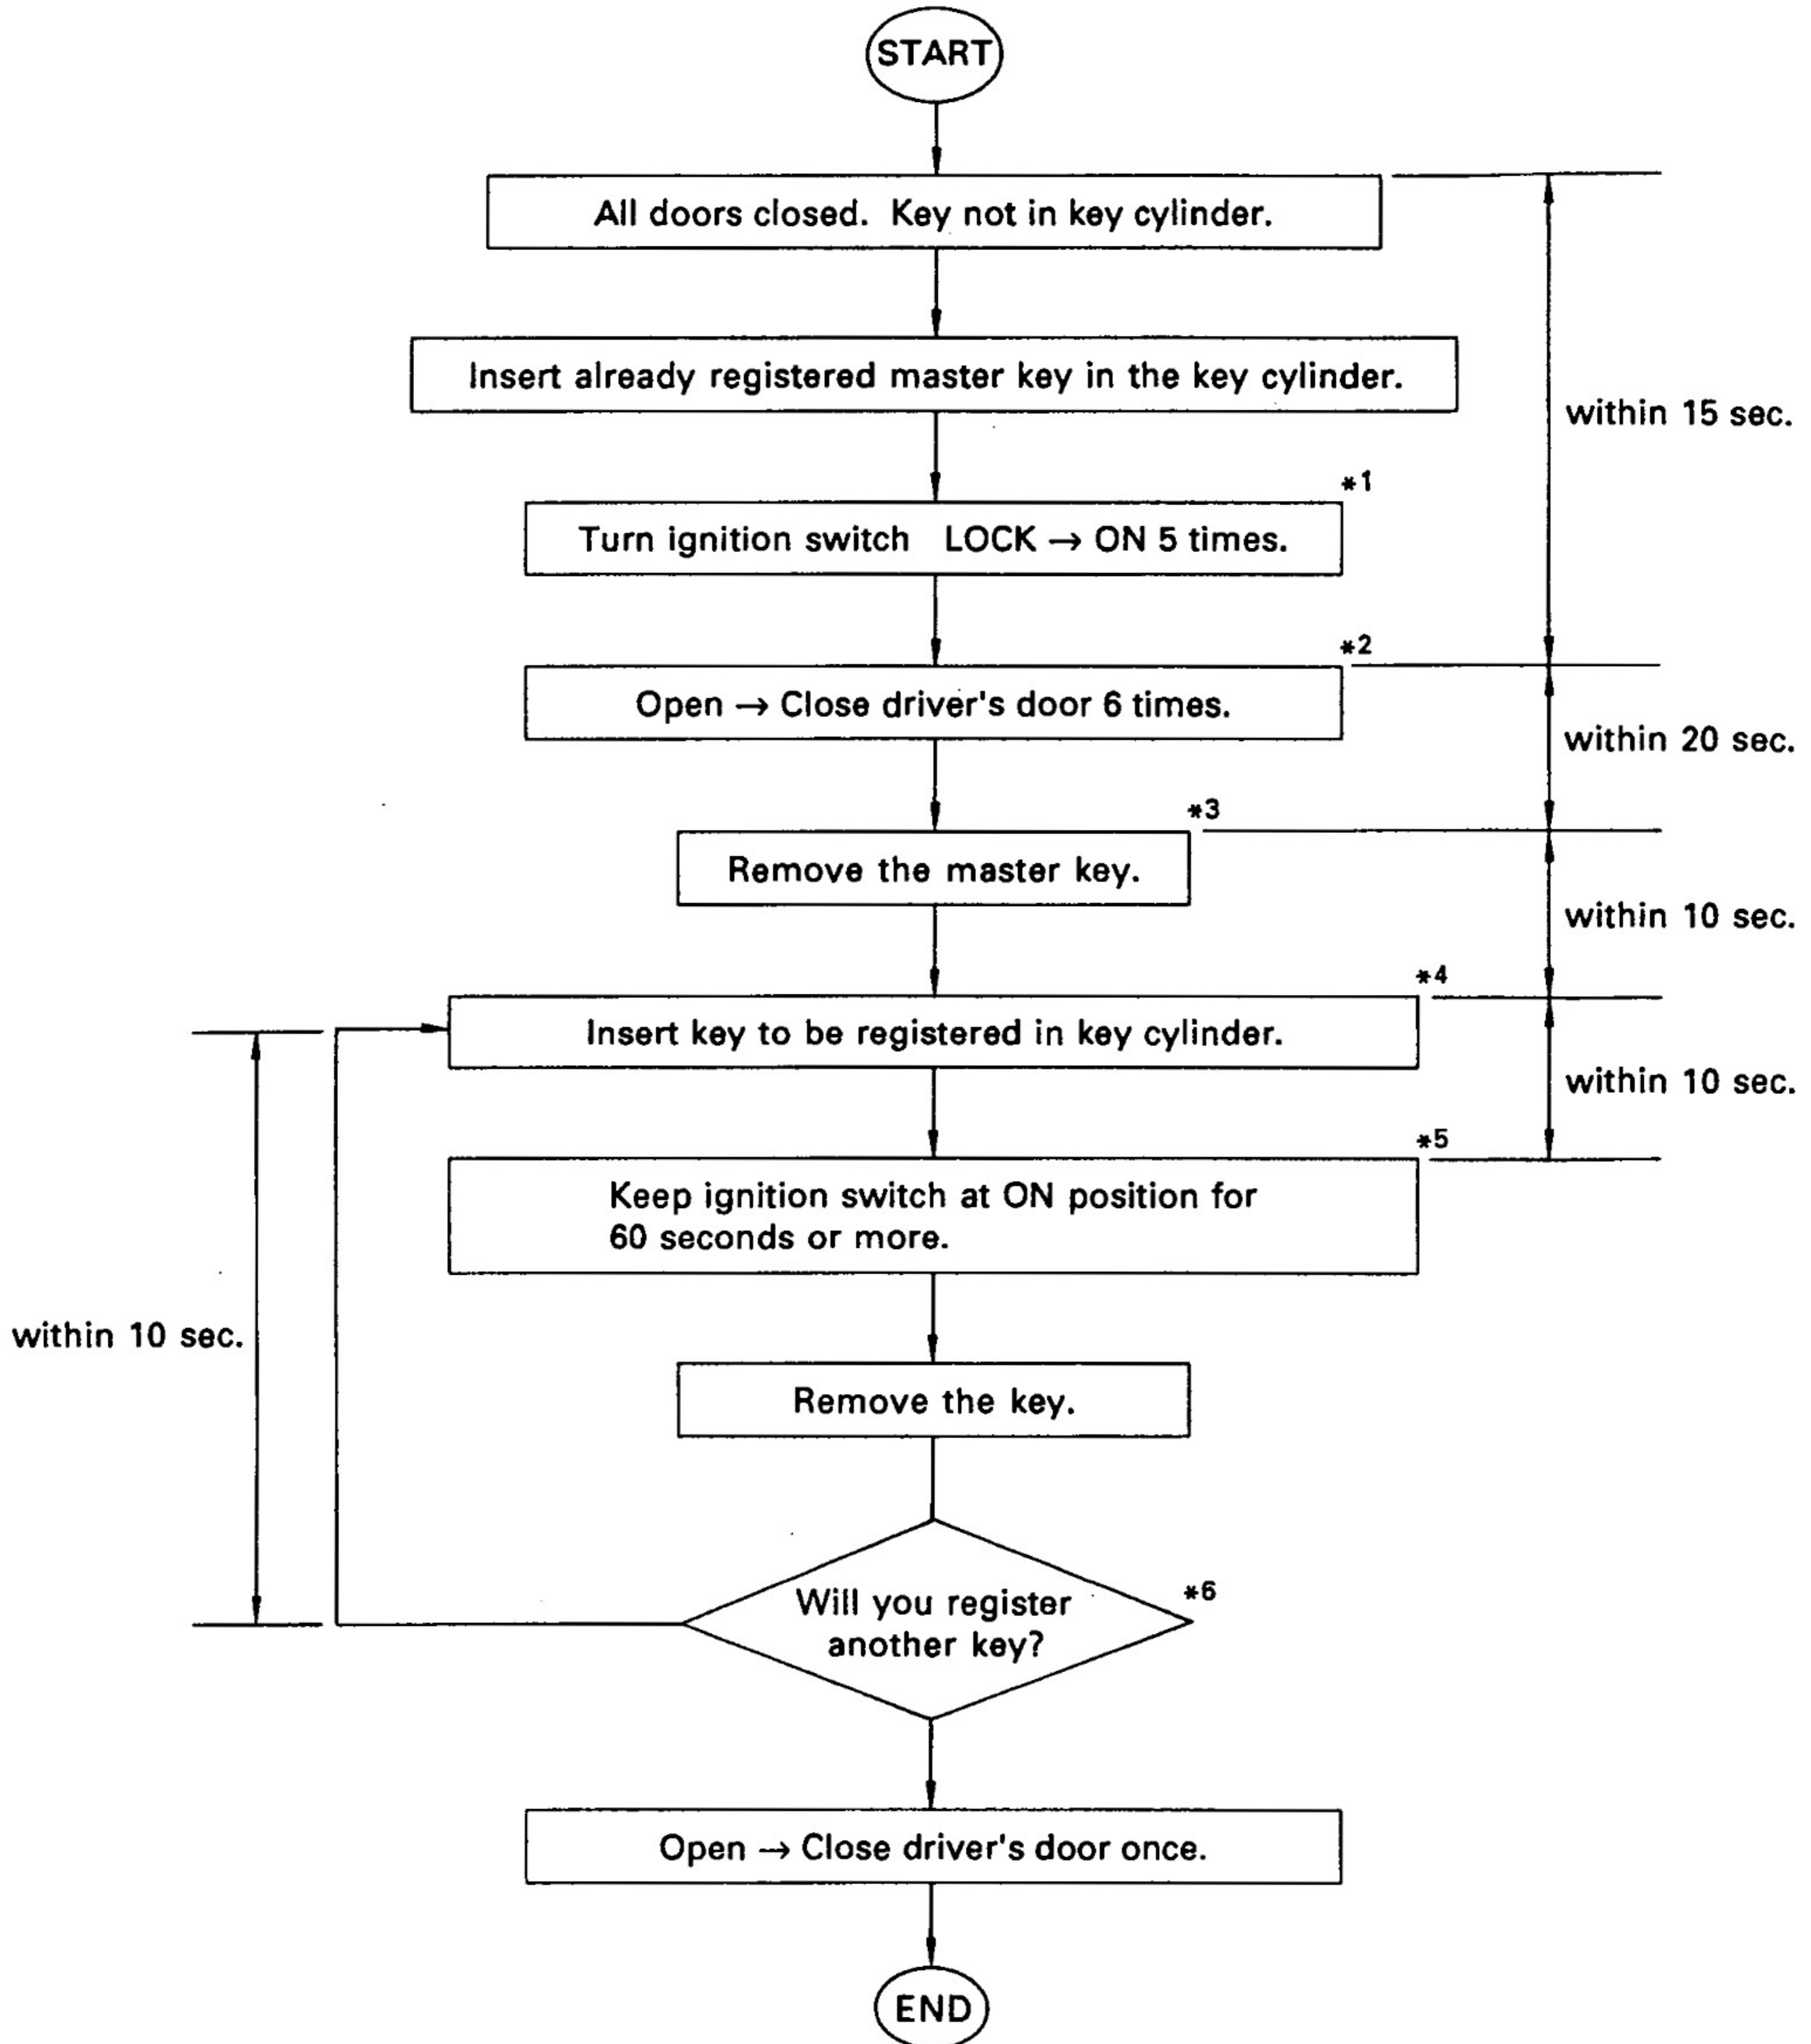 START
All doors closed. Key not in key cylinder.
Insert already registered master key in the key cylinder.
within 15 sec.
*1
Turn ignition switch LOCK → ON 5 times.
*2
Open → Close driver's door 6 times.
within 20 sec.
*3
Remove the master key.
within 10 sec.
*4
Insert key to be registered in key cylinder.
within 10 sec.
*5
Keep ignition switch at ON position for
60 seconds or more.
within 10 sec.
Remove the key.
*6
Will you register
another key?
Open → Close driver's door once.
END